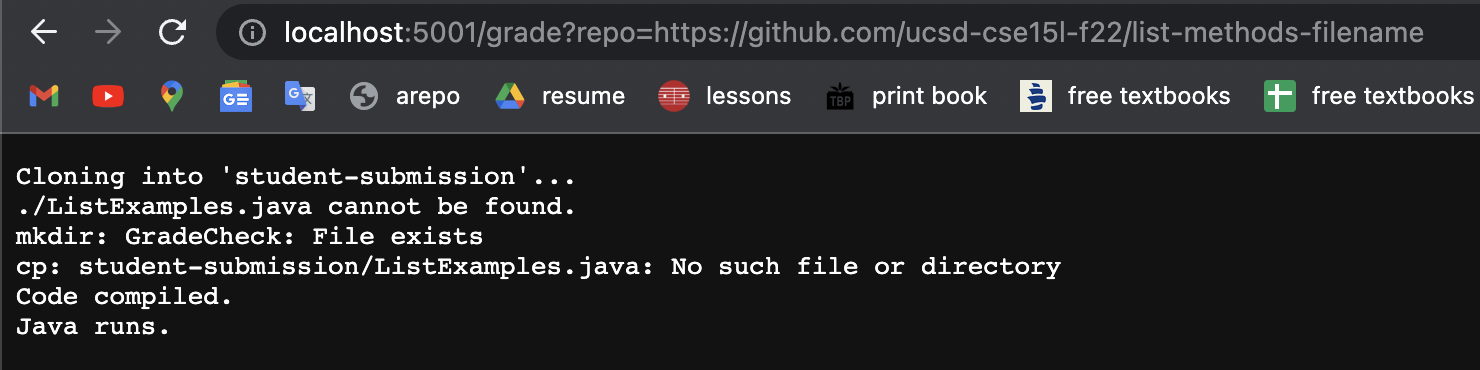 localhost:5001/grade?repo=https://github.com/ucsd-cse15l-f22/list-methods-filename
arepo resume lessons TBP print book free textbooks free textbooks
Cloning into 'student-submission'...
./ListExamples.java cannot be found.
mkdir: GradeCheck: File exists
cp: student-submission/ListExamples.java: No such file or directory
Code compiled.
Java runs.